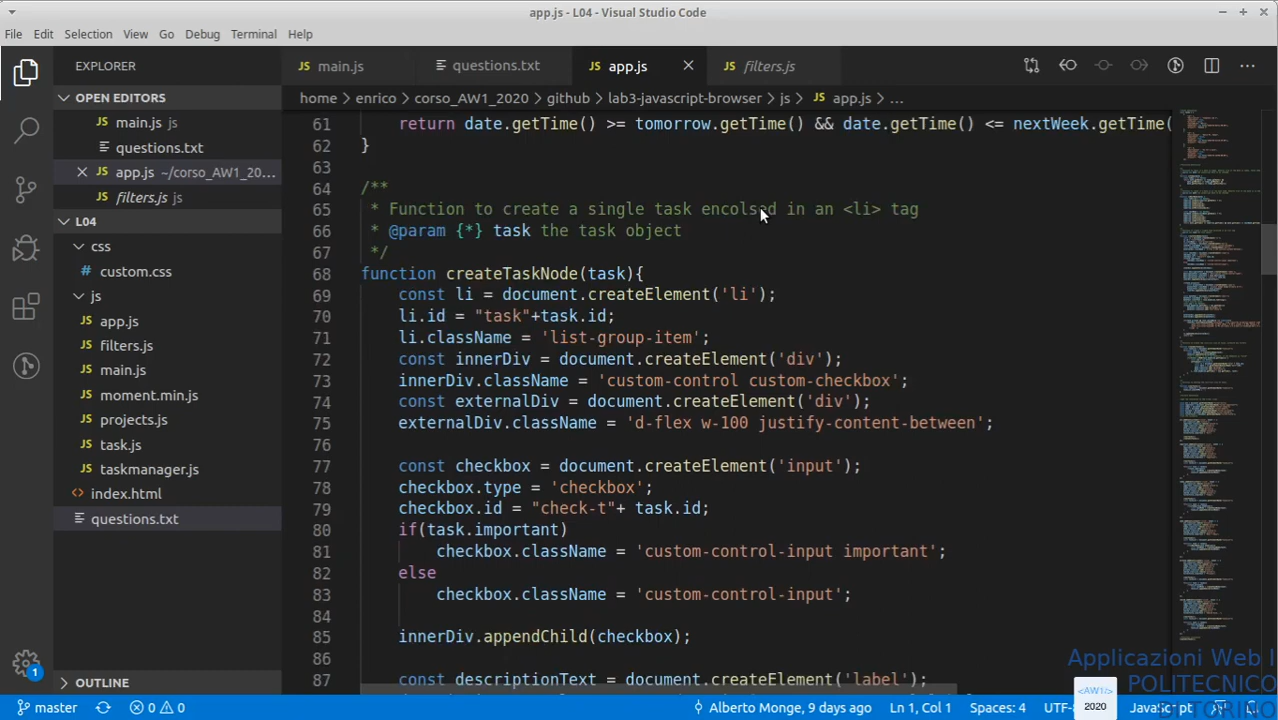 app.js - L04 - Visual Studio Code
File Edit Selection View Go Debug Terminal Help
EXPLORER
OPEN EDITORS
main.js js
questions.txt
app.js ~/corso_AW1_20...
filters.js
L04
css
custom.css
js
app.js
filters.js
main.js
moment.min.js
projects.js
task.js
taskmanager.js
index.html
questions.txt
OUTLINE
main.js questions.txt app.js filters.js
home > enrico > corso_AW1_2020 > github > lab3-javascript-browser > js > app.js > ...
61 return date.getTime() >= tomorrow.getTime() && date.getTime() <= nextWeek.getTime(
62 }
63
64 /**
65 * Function to create a single task encolsed in an <li> tag
66 * @param {*} task the task object
67 */
68 function createTaskNode(task){
69 const li = document.createElement('li');
70 li.id = "task"+task.id;
71 li.className = 'list-group-item';
72 const innerDiv = document.createElement('div');
73 innerDiv.className = 'custom-control custom-checkbox';
74 const externalDiv = document.createElement('div');
75 externalDiv.className = 'd-flex w-100 justify-content-between';
76
77 const checkbox = document.createElement('input');
78 checkbox.type = 'checkbox';
79 checkbox.id = "check-t"+ task.id;
80 if(task.important)
81 checkbox.className = 'custom-control-input important';
82 else
83 checkbox.className = 'custom-control-input';
84
85 innerDiv.appendChild(checkbox);
86
87 const descriptionText = document.createElement('label');
Applicazioni Web I
POLITECNICO
DI TORINO
<AW1/>
2020
1
master 0 0 Alberto Monge, 9 days ago Ln 1, Col 1 Spaces: 4 UTF-8 JavaScript